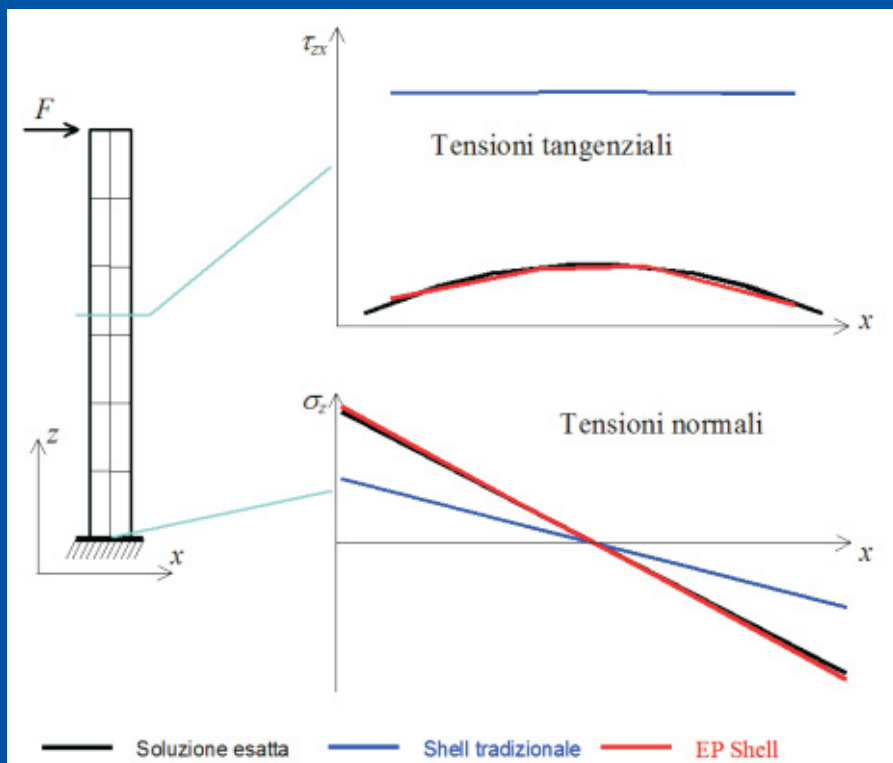 τzx
F
Tensioni tangenziali
x
σz
Tensioni normali
z
x
x
Soluzione esatta
Shell tradizionale
EP Shell